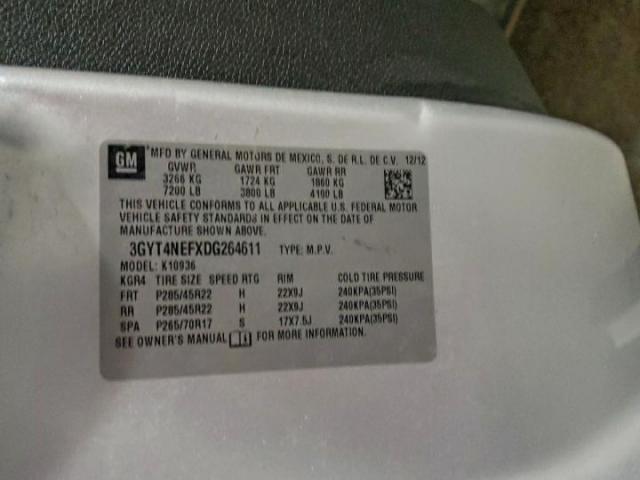 GM
*MFD BY GENERAL MOTORS DE MEXICO, S. DE R.L. DE C.V. 12/12
GVWR GAWR FRT GAWR RR
3266 KG 1724 KG 1860 KG
7200 LB 3800 LB 4100 LB
THIS VEHICLE CONFORMS TO ALL APPLICABLE U.S. FEDERAL MOTOR
VEHICLE SAFETY STANDARDS IN EFFECT ON THE DATE OF
MANUFACTURE SHOWN ABOVE.
3GYT4NEFXDG264611 TYPE: M.P.V.
MODEL: K10936
KGR4 TIRE SIZE SPEED RTG RIM COLD TIRE PRESSURE
FRT P285/45R22 H 22X9J 240KPA(35PSI)
RR P285/45R22 H 22X9J 240KPA(35PSI)
SPA P265/70R17 S 17X7.5J 240KPA(35PSI)
SEE OWNER'S MANUAL FOR MORE INFORMATION.